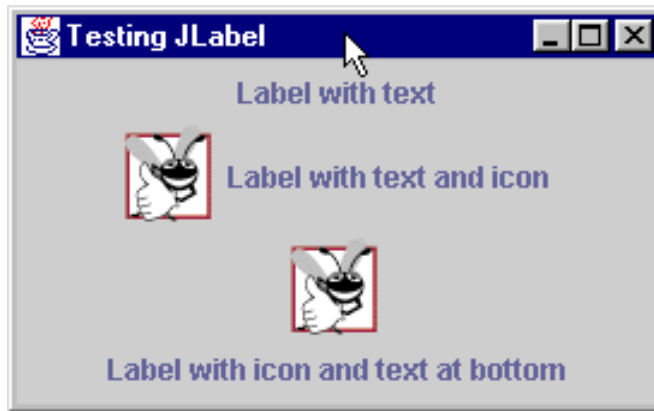 Testing JLabel
Label with text
Label with text and icon
Label with icon and text at bottom